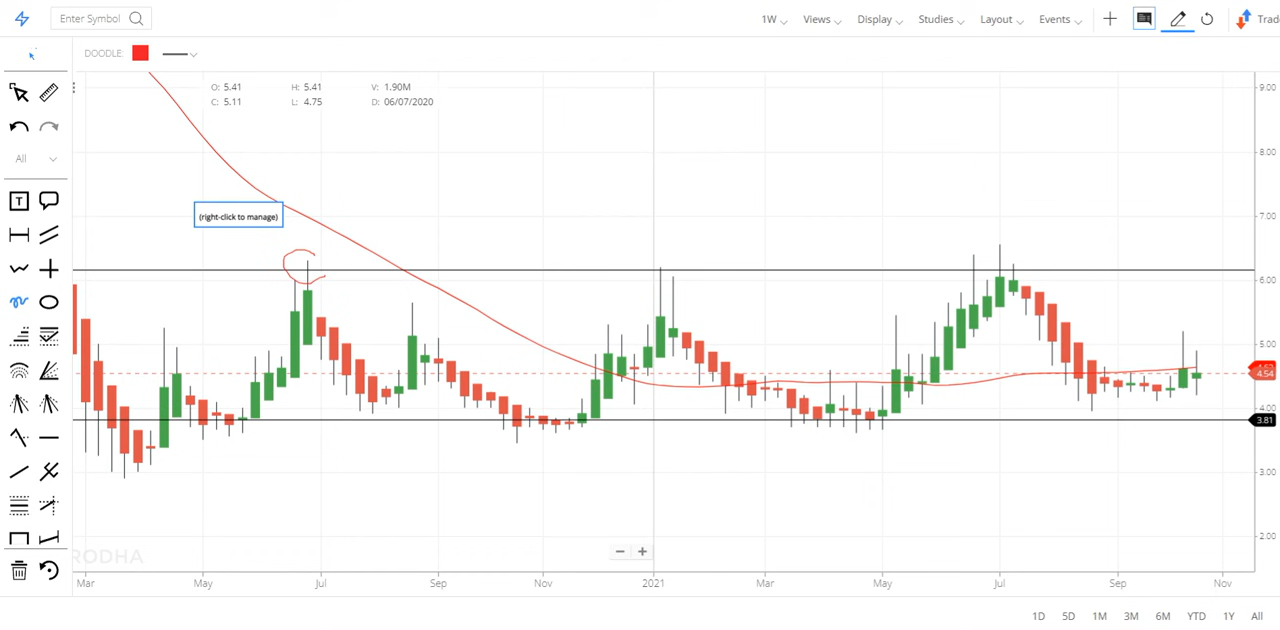 Enter Symbol
1W Views Display Studies Layout Events Trad
DOODLE:
O: 5.41 H: 5.41 V: 1.90M
C: 5.11 L: 4.75 D: 06/07/2020
All
(right-click to manage)
T
9.00
8.00
7.00
6.00
5.00
4.54
4.00
3.81
3.00
2.00
RODHA
Mar May Jul Sep Nov 2021 Mar May Jul Sep Nov
1D 5D 1M 3M 6M YTD 1Y All